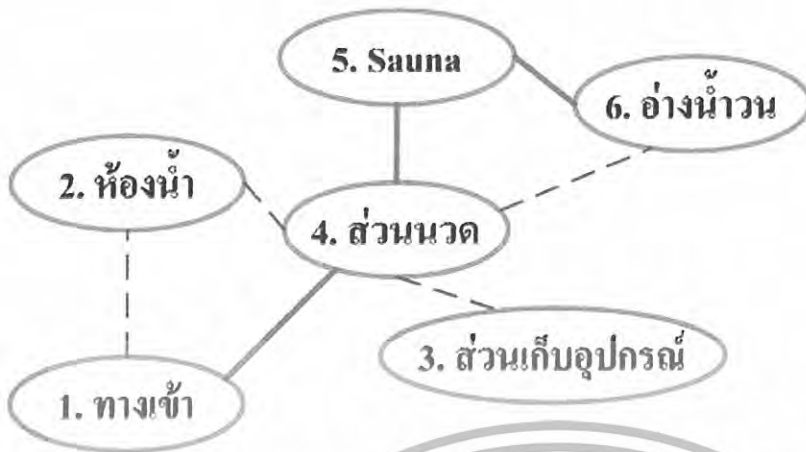 5. Sauna
6. อ่างน้ำวน
2. ห้องน้ำ
4. ส่วนนวด
3. ส่วนเก็บอุปกรณ์
1. ทางเข้า